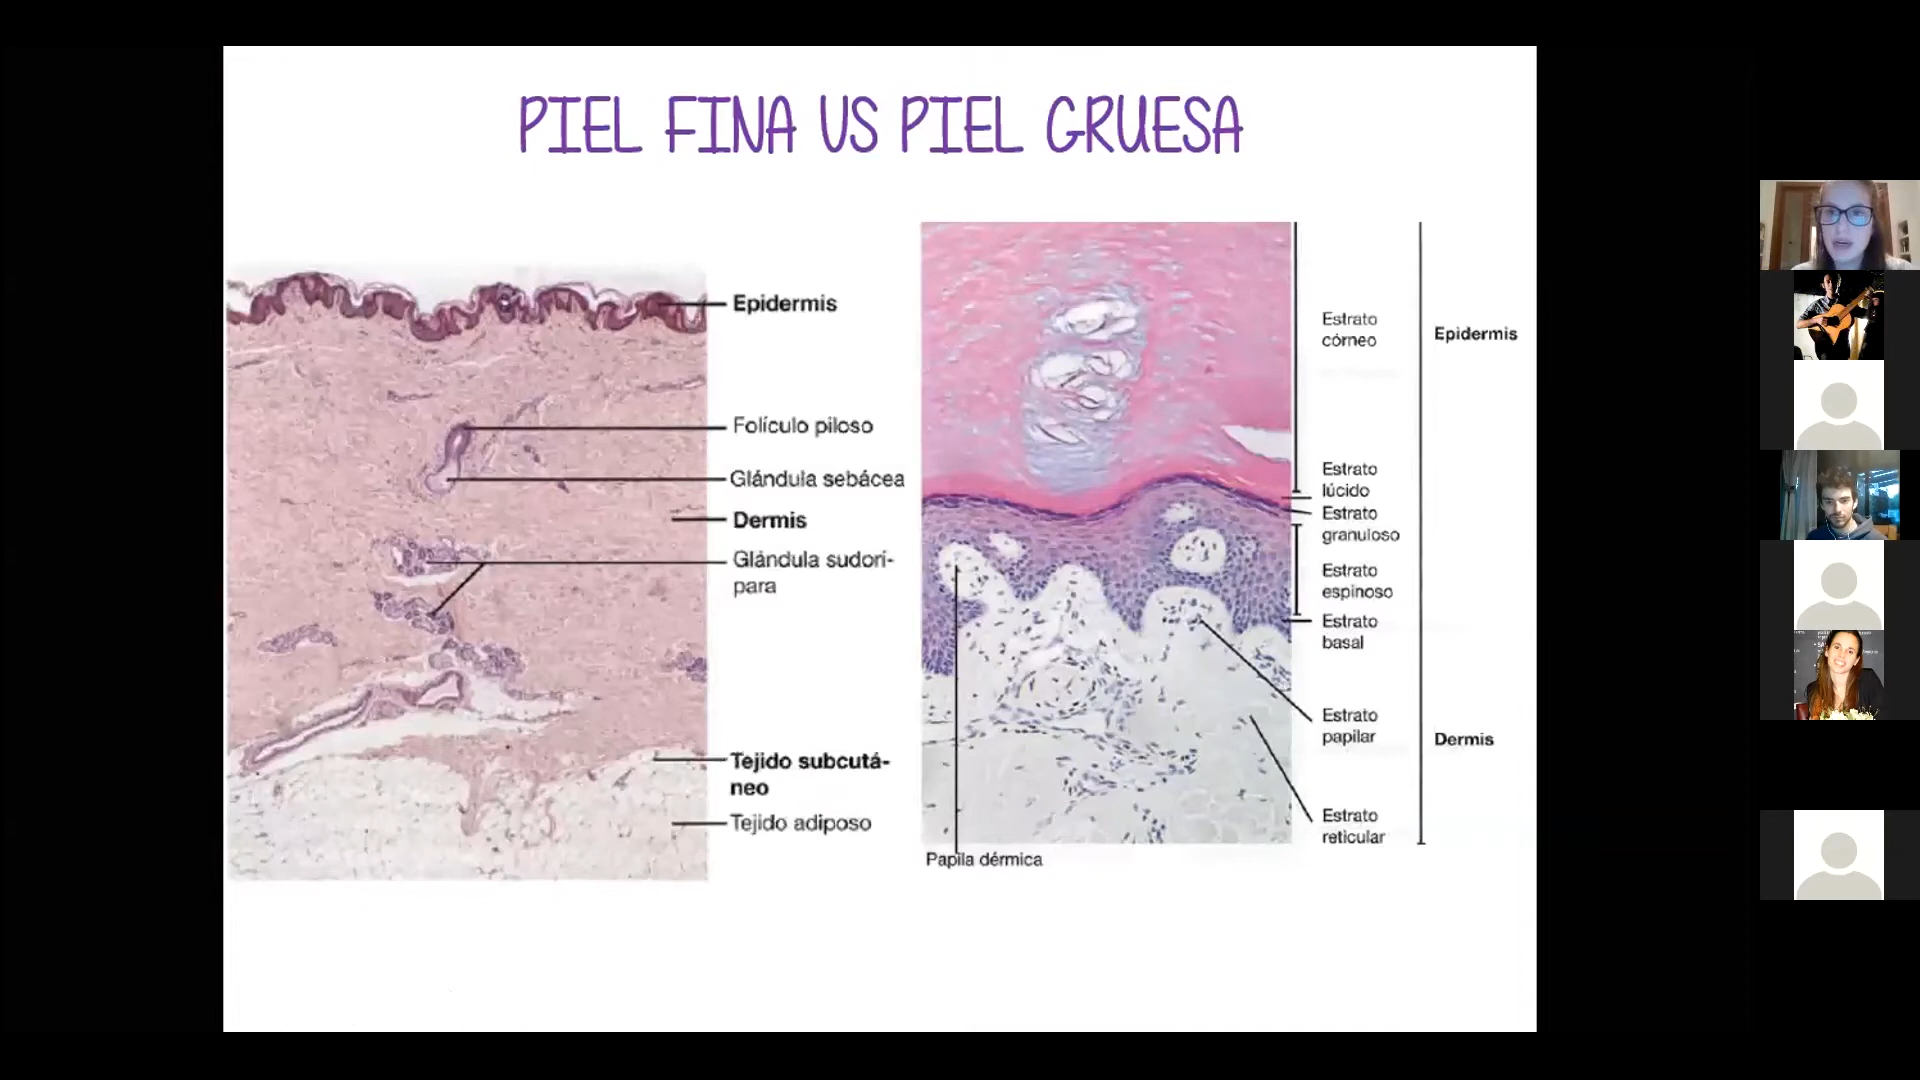 PIEL FINA VS PIEL GRUESA
Epidermis
Folículo piloso
Glándula sebácea
Dermis
Glándula sudorí-
para
Tejido subcutá-
neo
Tejido adiposo
Estrato
córneo
Estrato
lúcido
Estrato
granuloso
Estrato
espinoso
Estrato
basal
Estrato
papilar
Estrato
reticular
Papila dérmica
Epidermis
Dermis